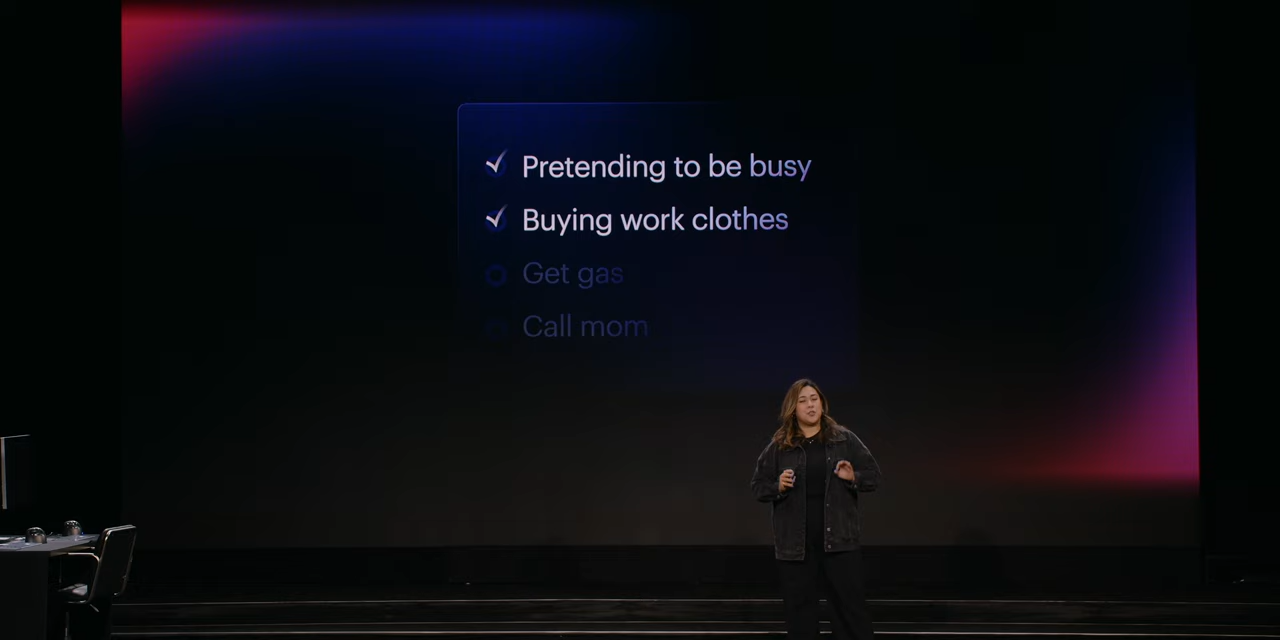 Pretending to be busy
Buying work clothes
Get gas
Call mom